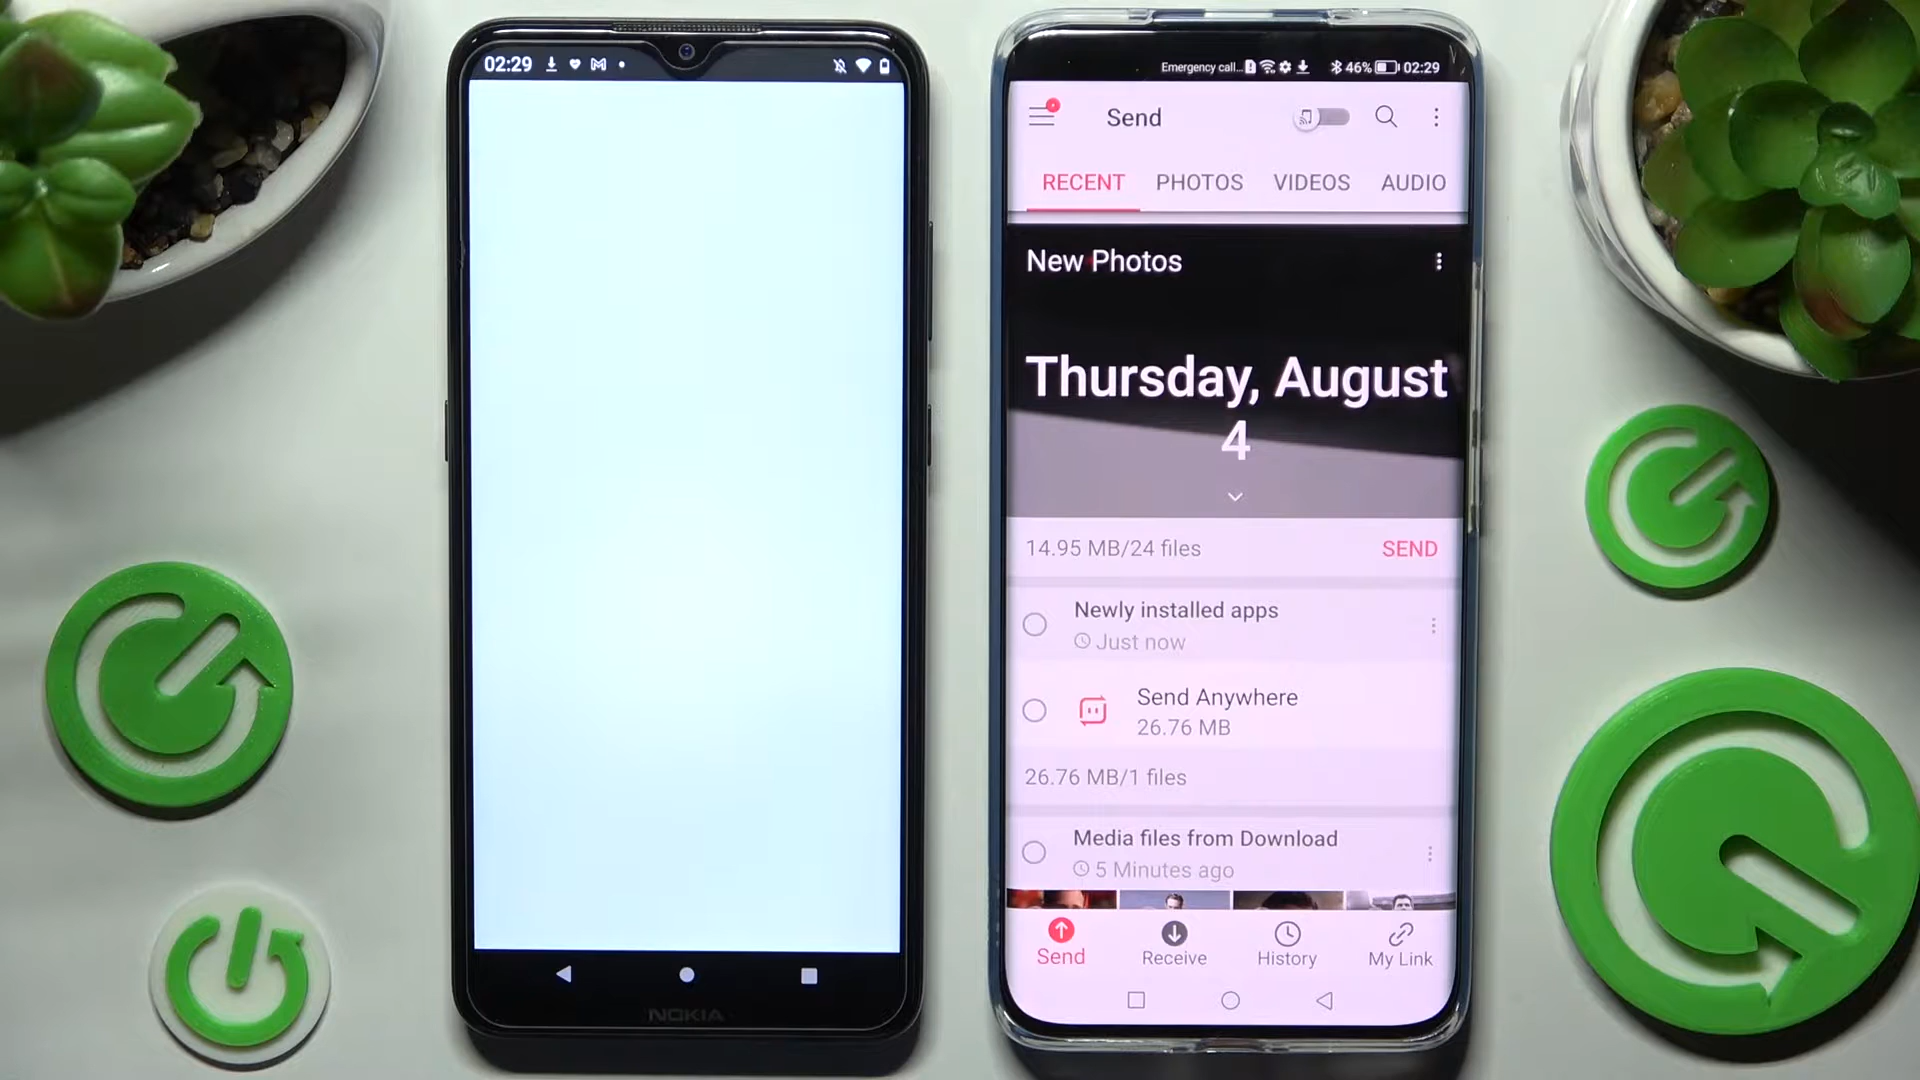 02:29
NOKIA
Emergency call... 46% 02:29
Send
RECENT PHOTOS VIDEOS AUDIO
New Photos
Thursday, August
4
14.95 MB/24 files SEND
Newly installed apps
Just now
Send Anywhere
26.76 MB
26.76 MB/1 files
Media files from Download
5 Minutes ago
Send Receive History My Link